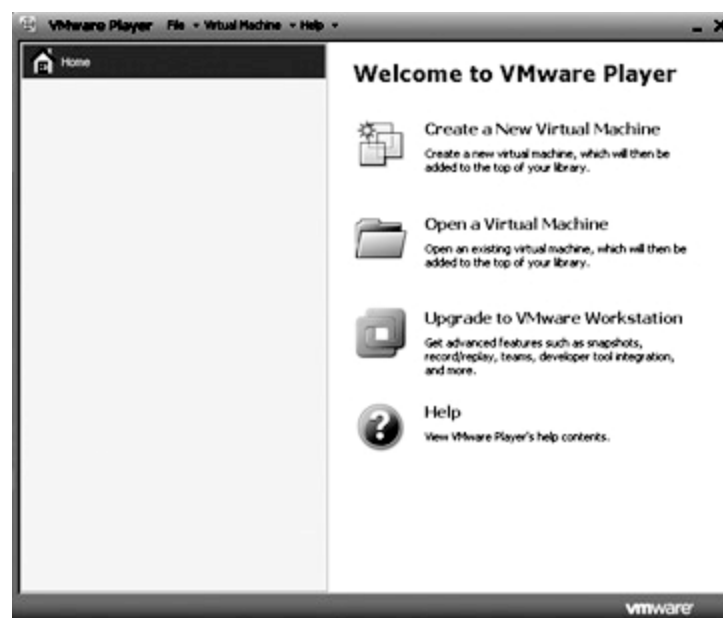 VMware Player File Virtual Machine Help
Home
Welcome to VMware Player
Create a New Virtual Machine
Create a new virtual machine, which will then be
added to the top of your library.
Open a Virtual Machine
Open an existing virtual machine, which will then be
added to the top of your library.
Upgrade to VMware Workstation
Get advanced features such as snapshots,
record/replay, teams, developer tool integration,
and more.
Help
View VMware Player's help contents.
vmware